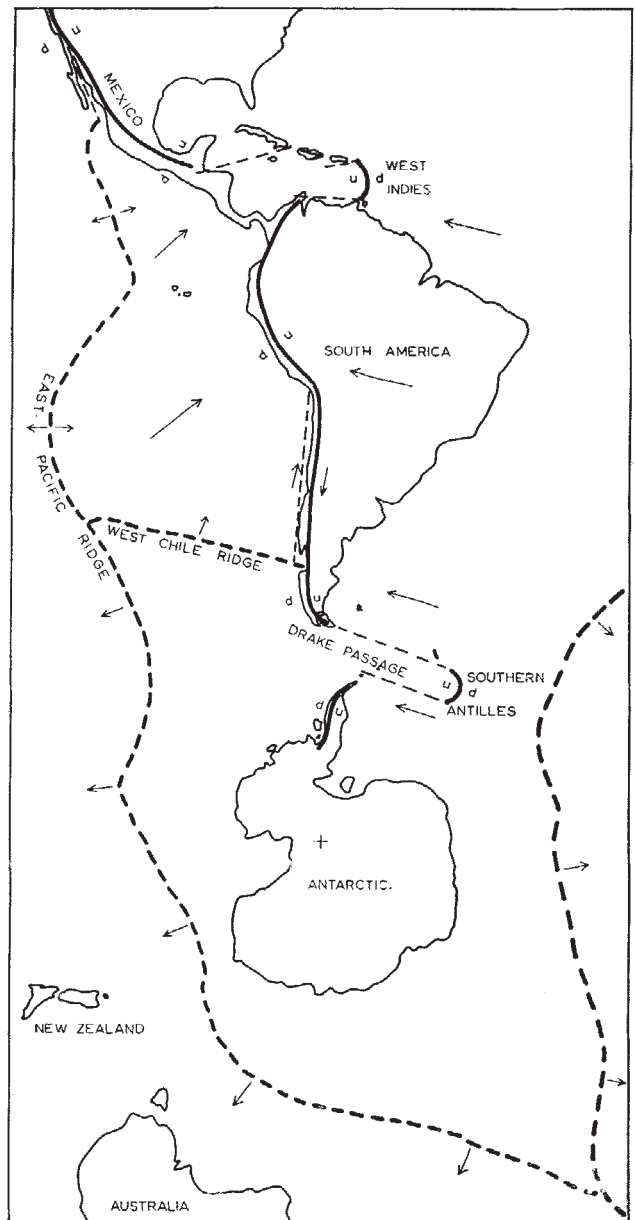 u
d
MEXICO
u
d
WEST
INDIES
u d
u
d
SOUTH AMERICA
EAST
PACIFIC
RIDGE
WEST CHILE RIDGE
d u
DRAKE PASSAGE
SOUTHERN
u d
ANTILLES
d u
ANTARCTIC.
NEW ZEALAND
AUSTRALIA